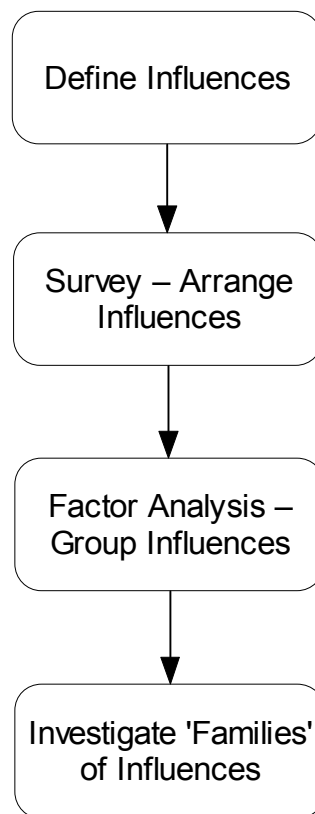 Define Influences
Survey – Arrange
Influences
Factor Analysis –
Group Influences
Investigate 'Families'
of Influences